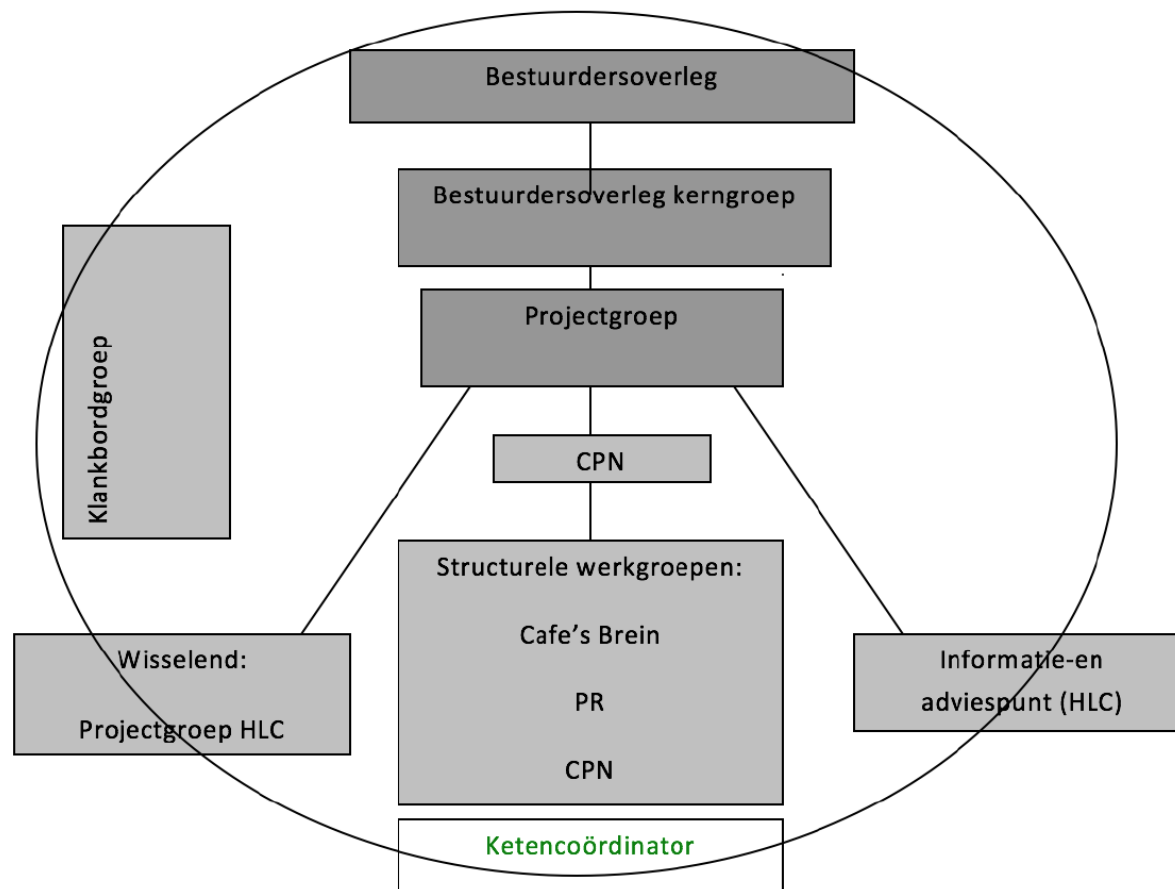 Bestuurdersoverleg
Bestuurdersoverleg kerngroep
Klankbordgroep
Projectgroep
CPN
Structurele werkgroepen:
Cafe’s Brein
PR
CPN
Wisselend:
Projectgroep HLC
Informatie-en
adviespunt (HLC)
Ketencoördinator